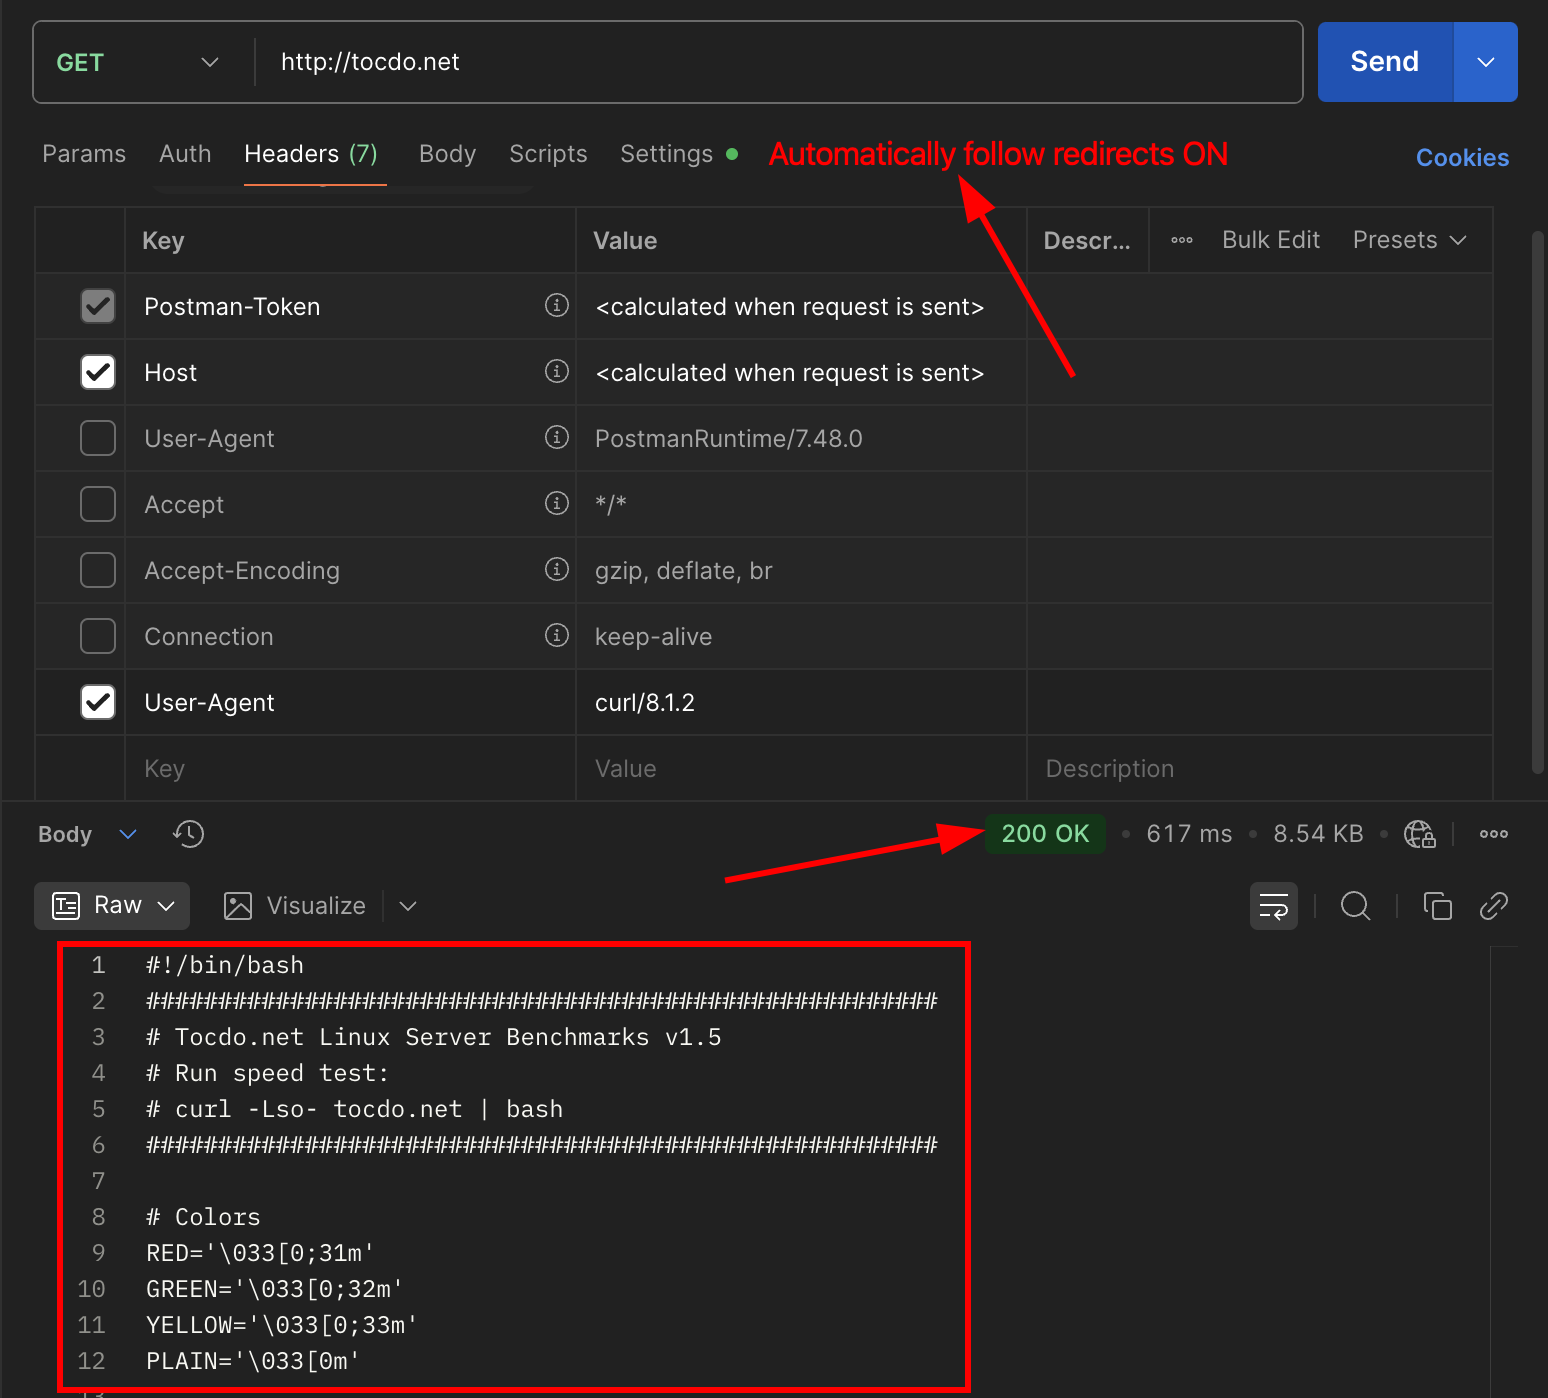 GET http://tocdo.net Send
Params Auth Headers (7) Body Scripts Settings Automatically follow redirects ON Cookies
Key Value Descr... Bulk Edit Presets
Postman-Token <calculated when request is sent>
Host <calculated when request is sent>
User-Agent PostmanRuntime/7.48.0
Accept */*
Accept-Encoding gzip, deflate, br
Connection keep-alive
User-Agent curl/8.1.2
Key Value Description
Body 200 OK • 617 ms • 8.54 KB •
Raw Visualize
1 #!/bin/bash
2 #######################################################
3 # Tocdo.net Linux Server Benchmarks v1.5
4 # Run speed test:
5 # curl -Lso- tocdo.net | bash
6 #######################################################
7
8 # Colors
9 RED='\033[0;31m'
10 GREEN='\033[0;32m'
11 YELLOW='\033[0;33m'
12 PLAIN='\033[0m'